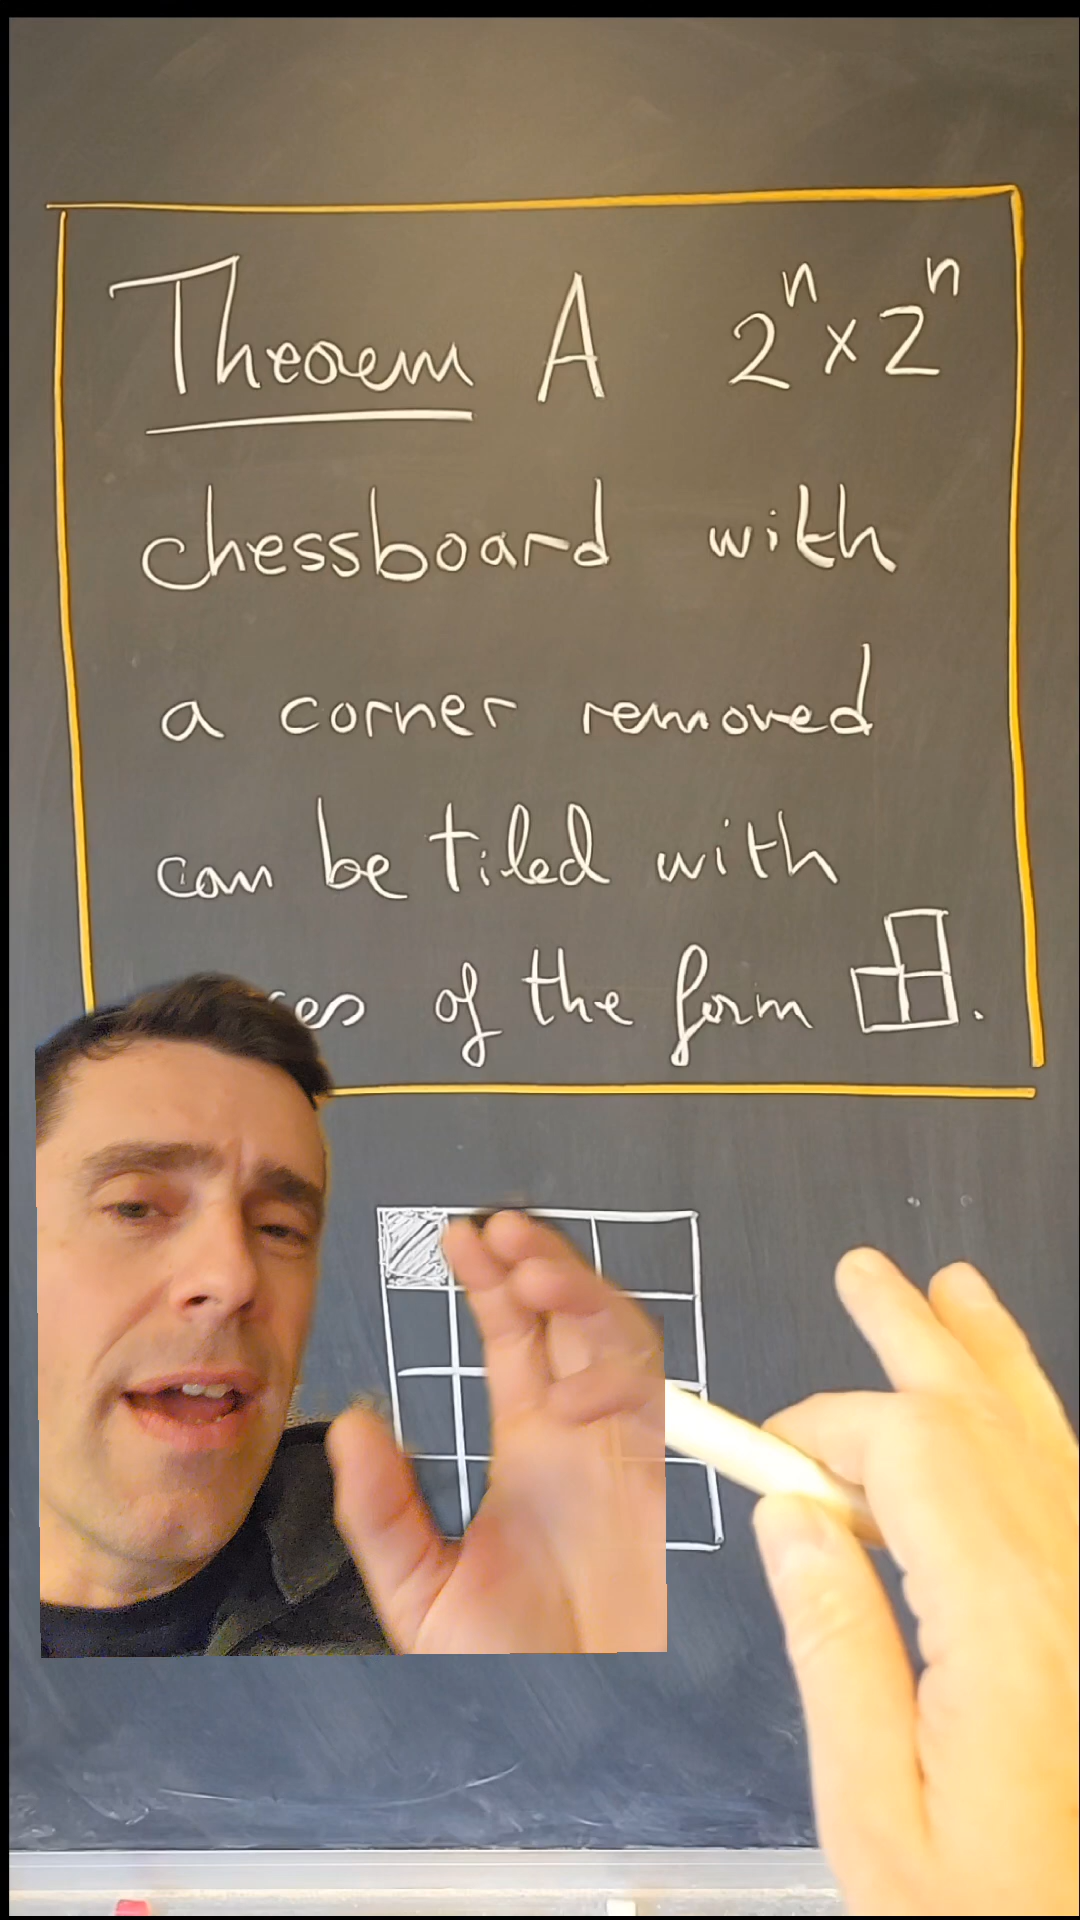 Theorem A 2ⁿ×2ⁿ
chessboard with
a corner removed
can be tiled with
of the form .